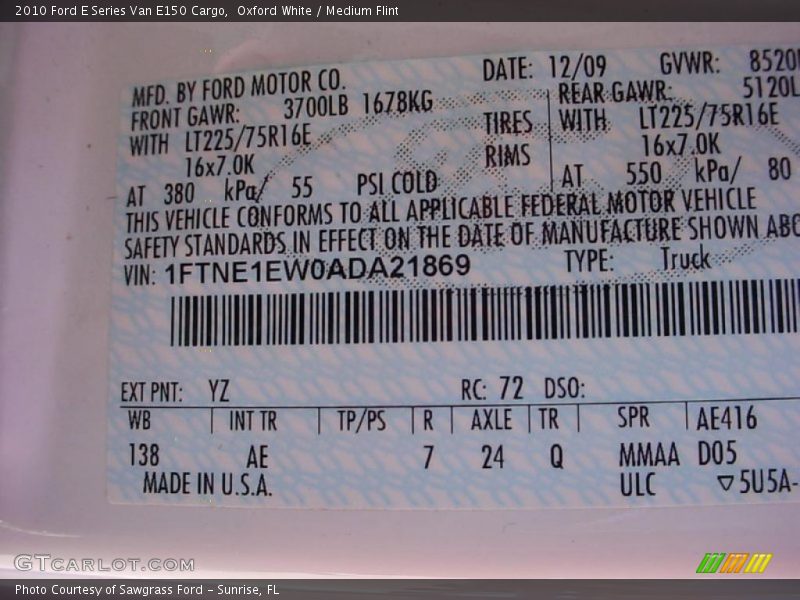 2010 Ford E Series Van E150 Cargo,  Oxford White / Medium Flint
MFD. BY FORD MOTOR CO.    DATE: 12/09    GVWR: 8520
FRONT GAWR: 3700LB 1678KG    REAR GAWR: 5120L
WITH LT225/75R16E    TIRES    WITH LT225/75R16E
16x7.0K    RIMS    16x7.0K
AT 380 kPa/ 55 PSI COLD    AT 550 kPa/ 80
THIS VEHICLE CONFORMS TO ALL APPLICABLE FEDERAL MOTOR VEHICLE
SAFETY STANDARDS IN EFFECT ON THE DATE OF MANUFACTURE SHOWN ABO
VIN: 1FTNE1EW0ADA21869    TYPE: Truck
EXT PNT: YZ    RC: 72 DSO:
WB    INT TR    TP/PS    R    AXLE    TR    SPR    AE416
138    AE    7    24    Q    MMAA D05
MADE IN U.S.A.    ULC    ▽5U5A-
GTCARLOT.COM
Photo Courtesy of Sawgrass Ford - Sunrise, FL